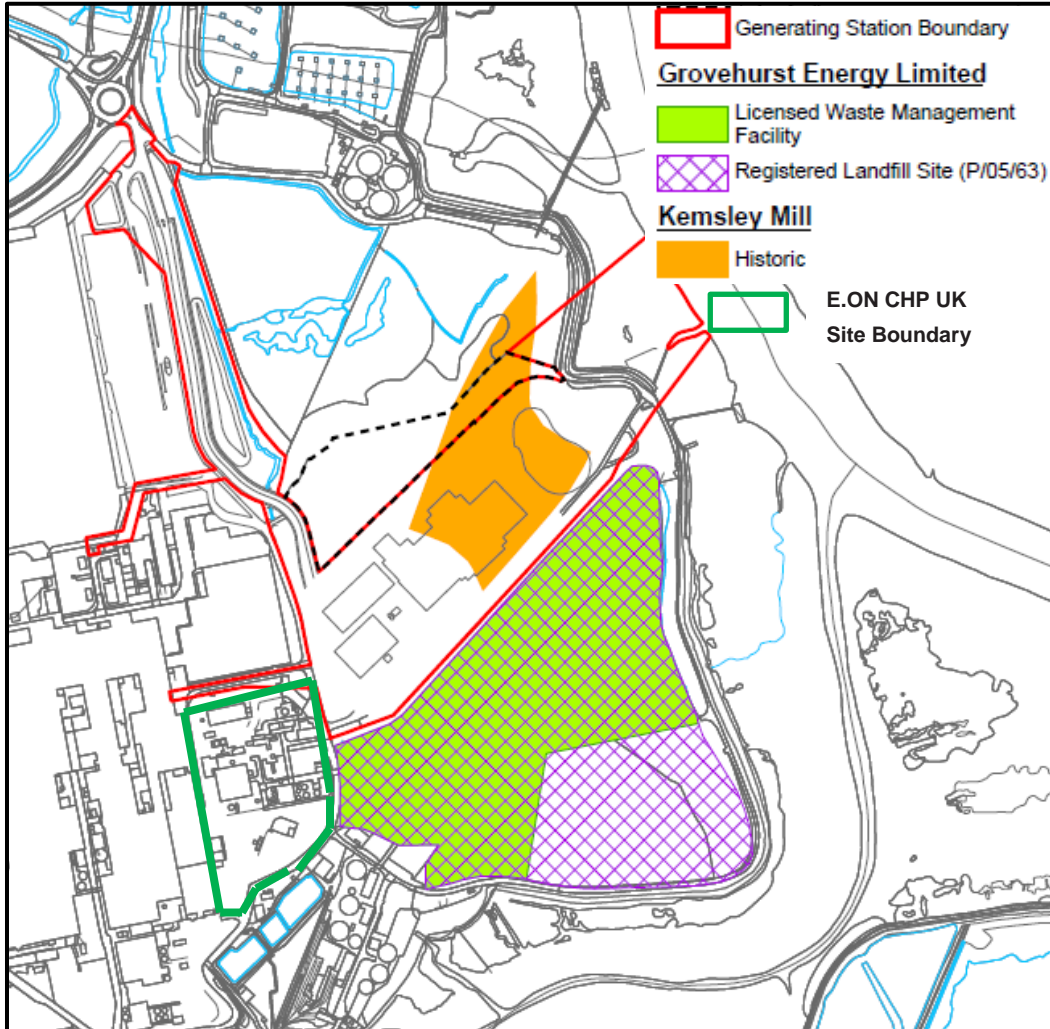 Generating Station Boundary
Grovehurst Energy Limited
Licensed Waste Management
Facility
Registered Landfill Site (P/05/63)
Kemsley Mill
Historic
E.ON CHP UK
Site Boundary